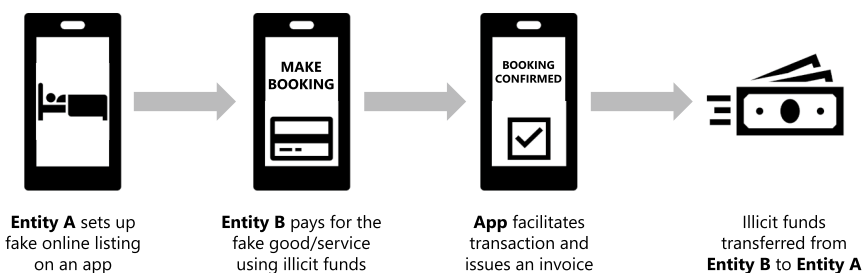 MAKE
BOOKING
BOOKING
CONFIRMED
Entity A sets up
fake online listing
on an app
Entity B pays for the
fake good/service
using illicit funds
App facilitates
transaction and
issues an invoice
Illicit funds
transferred from
Entity B to Entity A